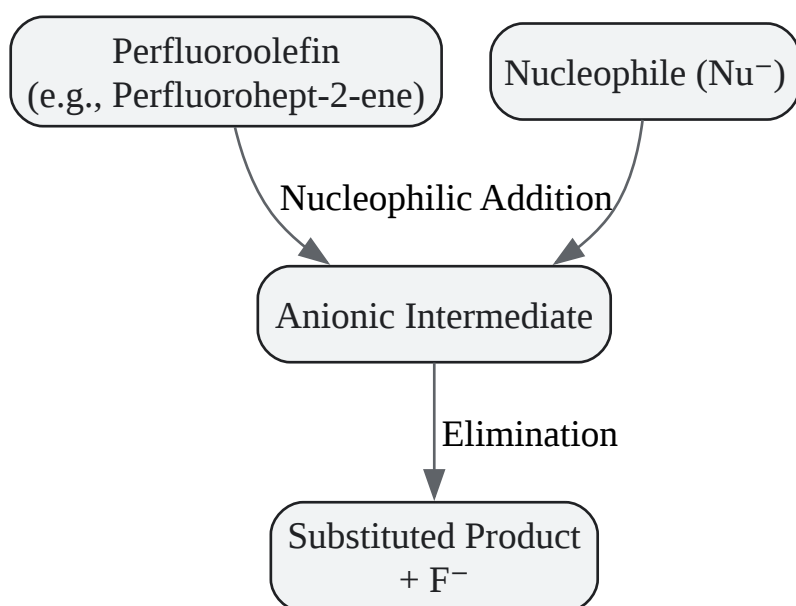 Perfluoroolefin
(e.g., Perfluorohept-2-ene)
Nucleophile (Nu⁻)
Nucleophilic Addition
Anionic Intermediate
Elimination
Substituted Product
+ F⁻